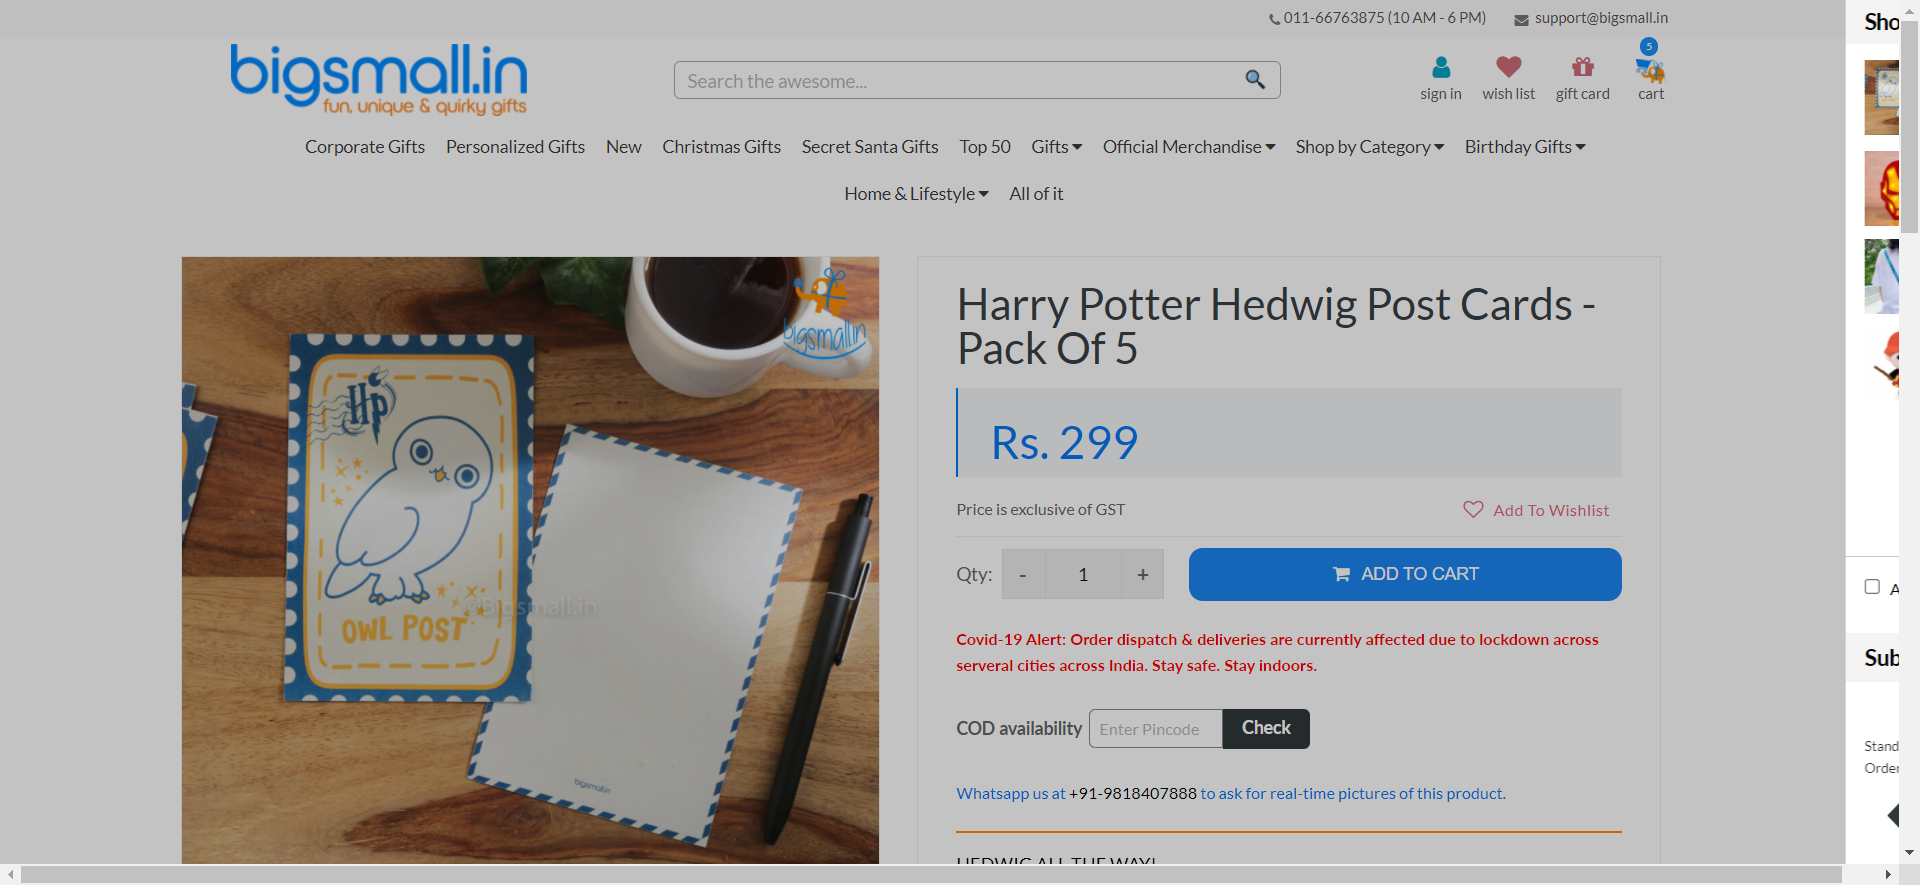 011-66763875 (10 AM - 6 PM) support@bigsmall.in
bigsmall.in
fun, unique & quirky gifts
Search the awesome...
5
sign in wish list gift card cart
Corporate Gifts Personalized Gifts New Christmas Gifts Secret Santa Gifts Top 50 Gifts Official Merchandise Shop by Category Birthday Gifts
Home & Lifestyle All of it
bigsmall.in
HP
OWL POST
@Bigsmall.in
bigsmall.in
Harry Potter Hedwig Post Cards -
Pack Of 5
Rs. 299
Price is exclusive of GST Add To Wishlist
Qty: - 1 + ADD TO CART
Covid-19 Alert: Order dispatch & deliveries are currently affected due to lockdown across
serveral cities across India. Stay safe. Stay indoors.
COD availability Enter Pincode Check
Whatsapp us at +91-9818407888 to ask for real-time pictures of this product.
HEDWIG ALL THE WAY!
Sho
A
Sub
Stand
Order